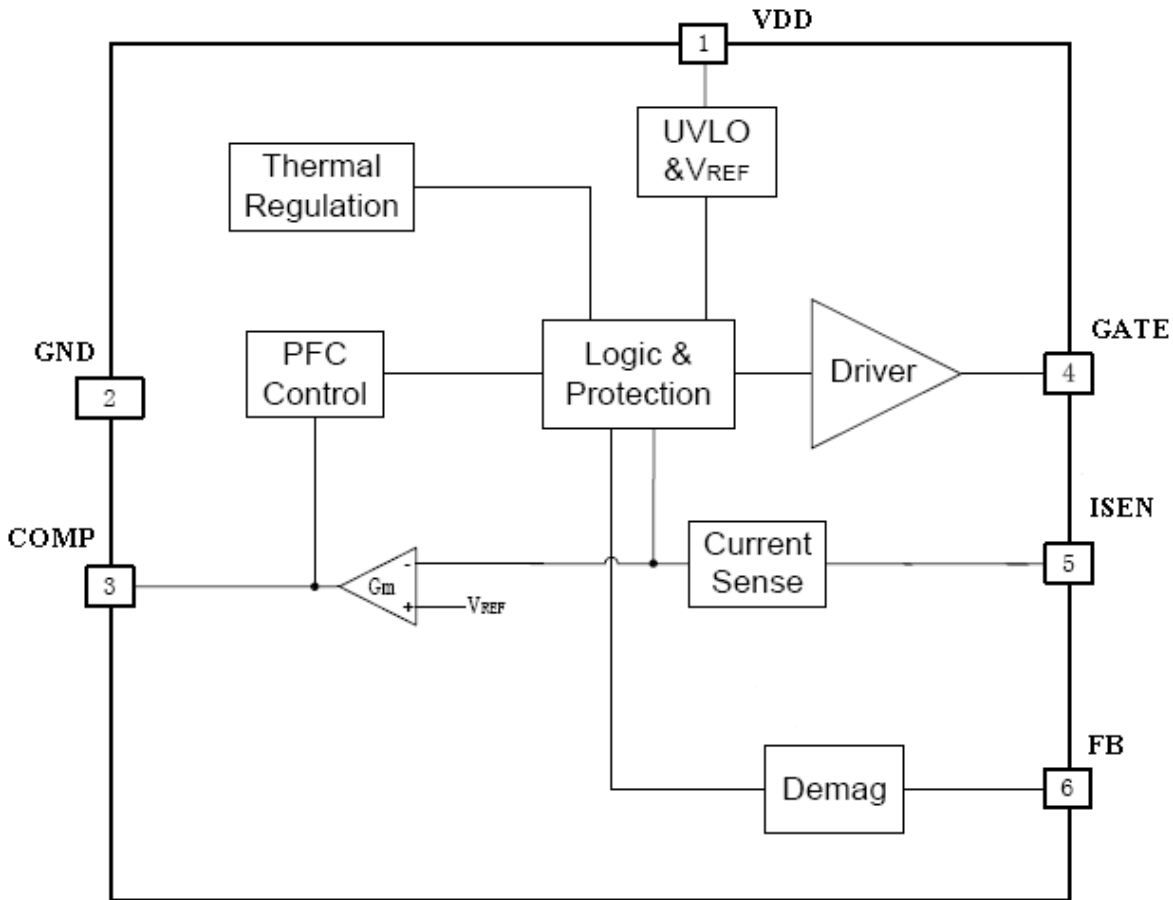 VDD
1
UVLO
&VREF
Thermal
Regulation
GND
2
PFC
Control
Logic &
Protection
Driver
GATE
4
COMP
3
Gm
-
+
VREF
Current
Sense
ISEN
5
Demag
FB
6